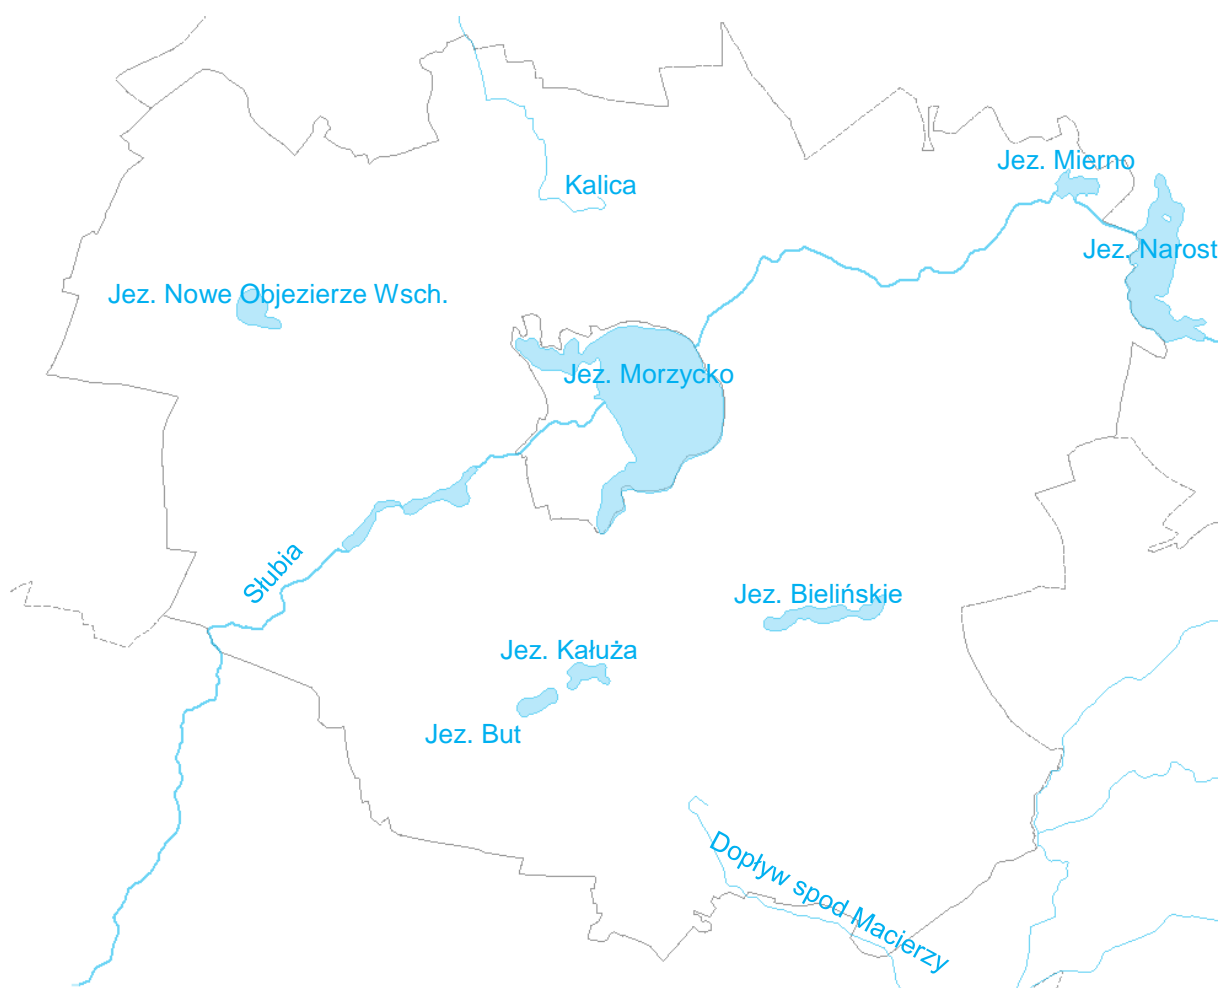 Jez. Mierno
Kalica
Jez. Narost
Jez. Nowe Objezierze Wsch.
Jez. Morzycko
Słubia
Jez. Bielińskie
Jez. Kałuża
Jez. But
Dopływ spod Macierzy